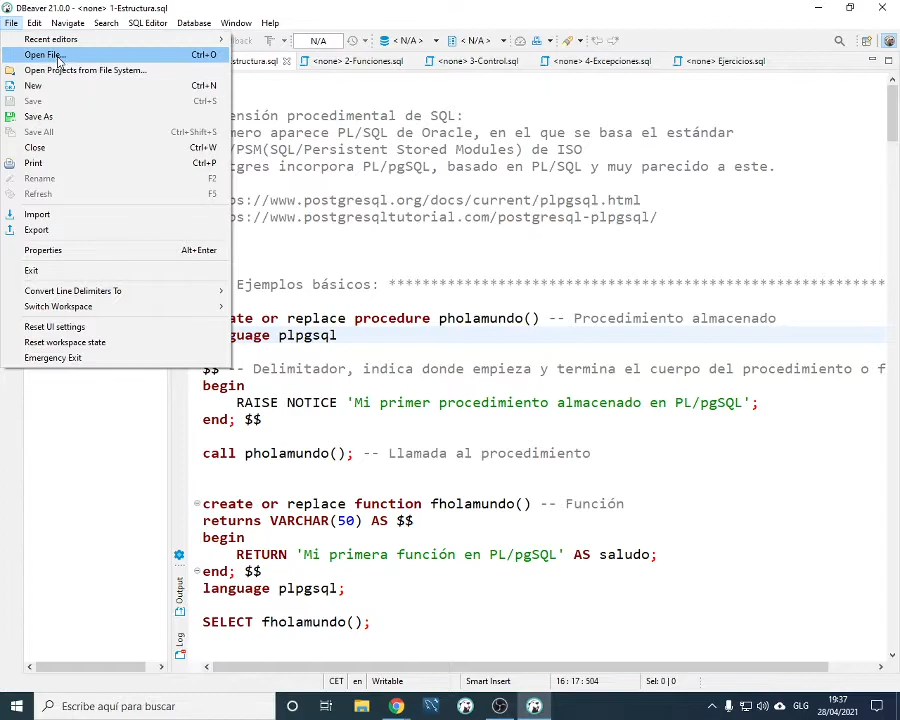 DBeaver 21.0.0 - <none> 1-Estructura.sql
File Edit Navigate Search SQL Editor Database Window Help
Recent editors
Open File... Ctrl+O
Open Projects from File System...
New Ctrl+N
Save Ctrl+S
Save As
Save All Ctrl+Shift+S
Close Ctrl+W
Print Ctrl+P
Rename F2
Refresh F5
Import
Export
Properties Alt+Enter
Exit
Convert Line Delimiters To
Switch Workspace
Reset UI settings
Reset workspace state
Emergency Exit
N/A < N/A > < N/A >
structura.sql <none> 2-Funciones.sql <none> 3-Control.sql <none> 4-Excepciones.sql <none> Ejercicios.sql
ensión procedimental de SQL:
mero aparece PL/SQL de Oracle, en el que se basa el estándar
/PSM(SQL/Persistent Stored Modules) de ISO
tgres incorpora PL/pgSQL, basado en PL/SQL y muy parecido a este.
ps://www.postgresql.org/docs/current/plpgsql.html
ps://www.postgresqltutorial.com/postgresql-plpgsql/
Ejemplos básicos: ***********************************************************
ate or replace procedure pholamundo() -- Procedimiento almacenado
guage plpgsql
$$ -- Delimitador, indica donde empieza y termina el cuerpo del procedimiento o f
begin
RAISE NOTICE 'Mi primer procedimiento almacenado en PL/pgSQL';
end; $$
call pholamundo(); -- Llamada al procedimiento
create or replace function fholamundo() -- Función
returns VARCHAR(50) AS $$
begin
RETURN 'Mi primera función en PL/pgSQL' AS saludo;
end; $$
language plpgsql;
SELECT fholamundo();
Output
Log
CET en Writable Smart Insert 16 : 17 : 504 Sel: 0 | 0
Escribe aquí para buscar
GLG
19:37
28/04/2021